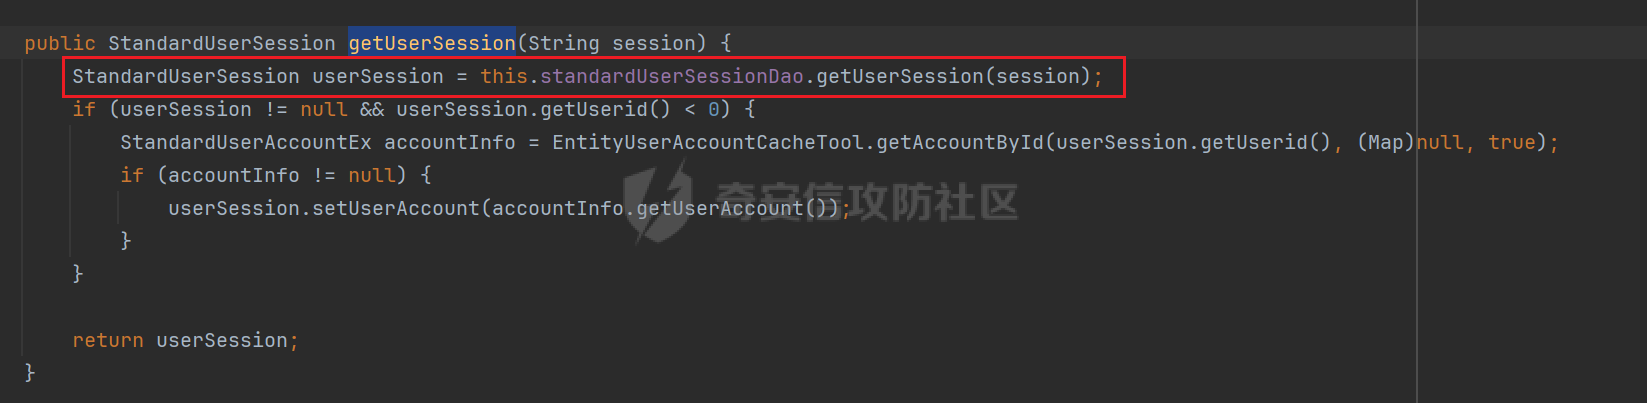 public StandardUserSession getUserSession(String session) {
StandardUserSession userSession = this.standardUserSessionDao.getUserSession(session);
if (userSession != null && userSession.getUserid() < 0) {
StandardUserAccountEx accountInfo = EntityUserAccountCacheTool.getAccountById(userSession.getUserid(), (Map)null, true);
if (accountInfo != null) {
userSession.setUserAccount(accountInfo.getUserAccount());
奇安信攻防社区
}
}
return userSession;
}